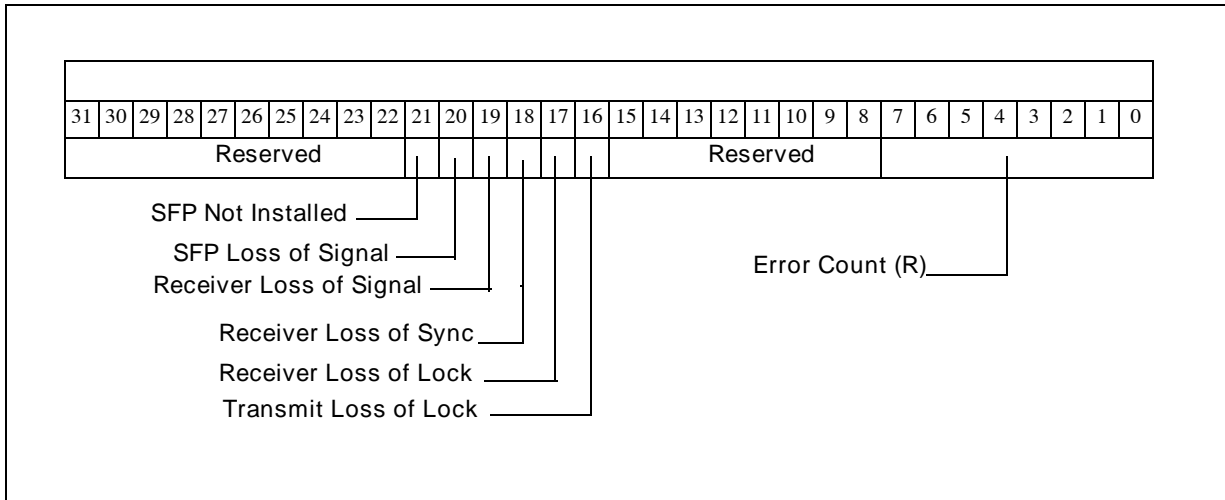 31 30 29 28 27 26 25 24 23 22 21 20 19 18 17 16 15 14 13 12 11 10 9 8 7 6 5 4 3 2 1 0
Reserved Reserved
SFP Not Installed
SFP Loss of Signal
Error Count (R)
Receiver Loss of Signal
Receiver Loss of Sync
Receiver Loss of Lock
Transmit Loss of Lock